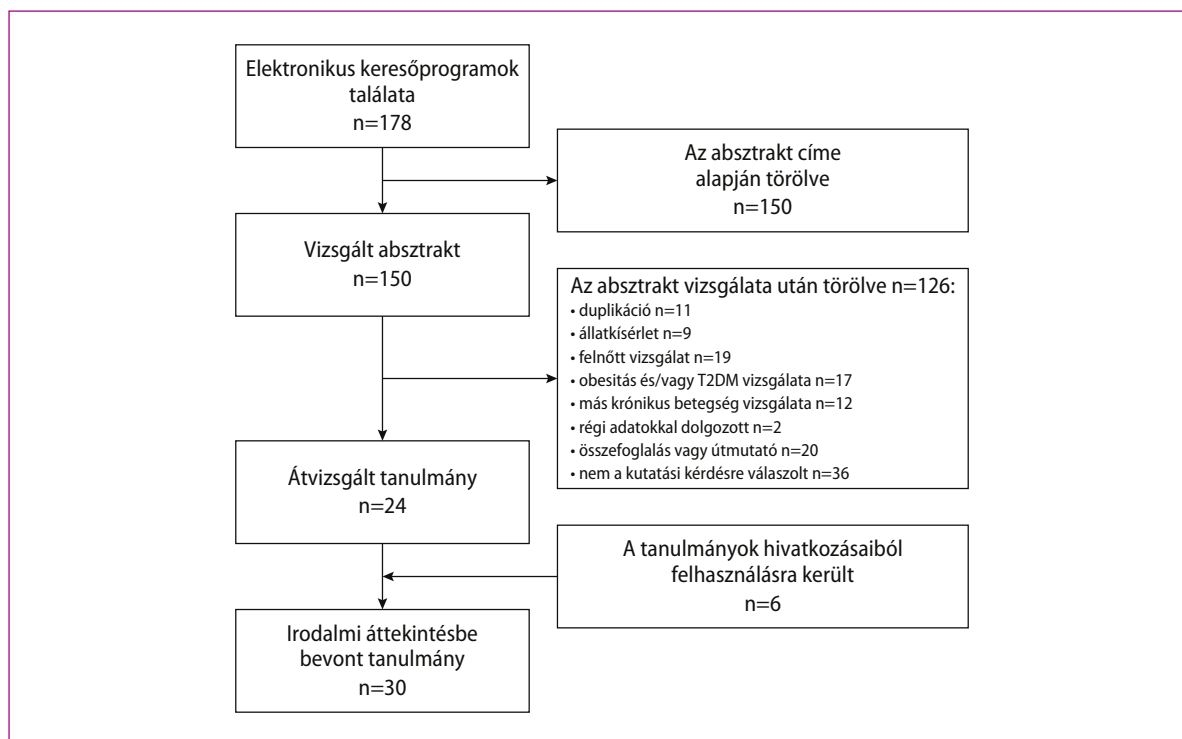 Elektronikus keresőprogramok
találata
n=178
Az absztrakt címe
alapján törölve
n=150
Vizsgált absztrakt
n=150
Az absztrakt vizsgálata után törölve n=126:
• duplikáció n=11
• állatkísérlet n=9
• felnőtt vizsgálat n=19
• obesitás és/vagy T2DM vizsgálata n=17
• más krónikus betegség vizsgálata n=12
• régi adatokkal dolgozott n=2
• összefoglalás vagy útmutató n=20
• nem a kutatási kérdésre válaszolt n=36
Átvizsgált tanulmány
n=24
A tanulmányok hivatkozásaiból
felhasználásra került
n=6
Irodalmi áttekintésbe
bevont tanulmány
n=30